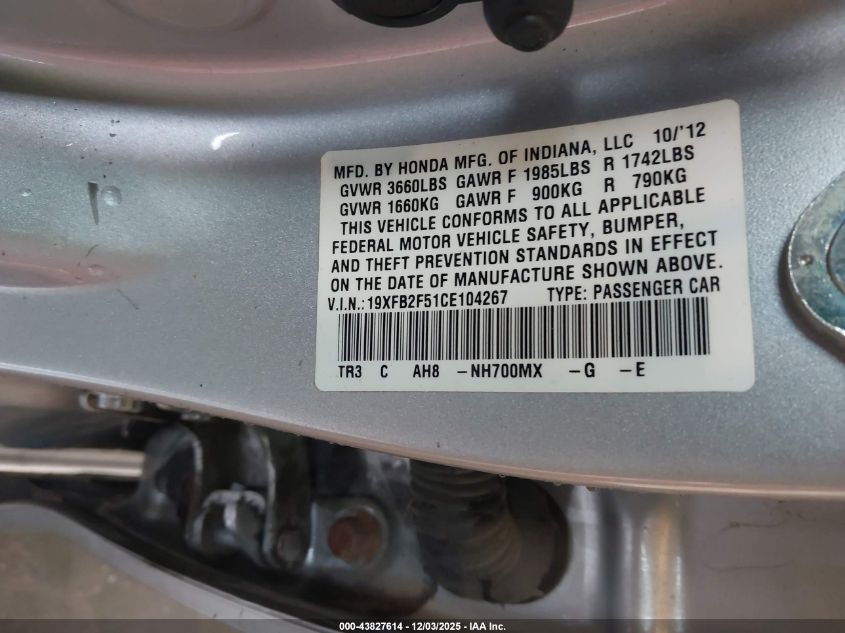 MFD. BY HONDA MFG. OF INDIANA, LLC 10/'12
GVWR 3660LBS GAWR F 1985LBS R 1742LBS
GVWR 1660KG GAWR F 900KG R 790KG
THIS VEHICLE CONFORMS TO ALL APPLICABLE
FEDERAL MOTOR VEHICLE SAFETY, BUMPER,
AND THEFT PREVENTION STANDARDS IN EFFECT
ON THE DATE OF MANUFACTURE SHOWN ABOVE.
V.I.N.: 19XFB2F51CE104267 TYPE: PASSENGER CAR
TR3 C AH8 -NH700MX -G -E
000-43827614 - 12/03/2025 - IAA Inc.